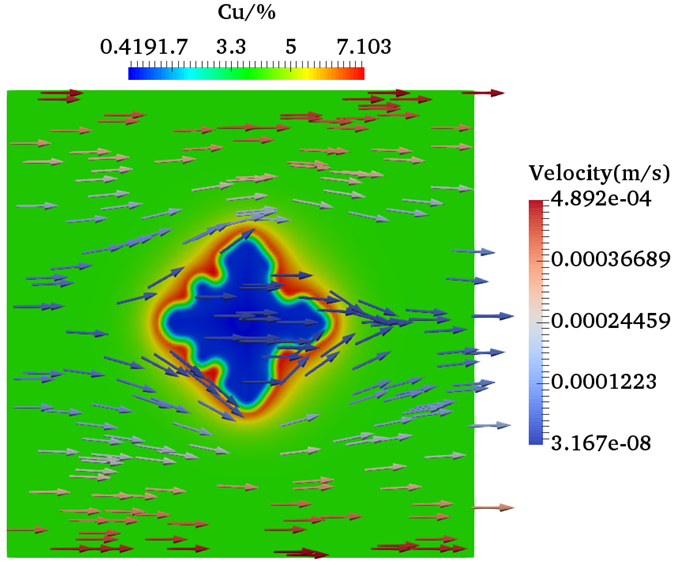 Cu/%
0.4191.7 3.3 5 7.103
Velocity(m/s)
4.892e-04
0.00036689
0.00024459
0.0001223
3.167e-08